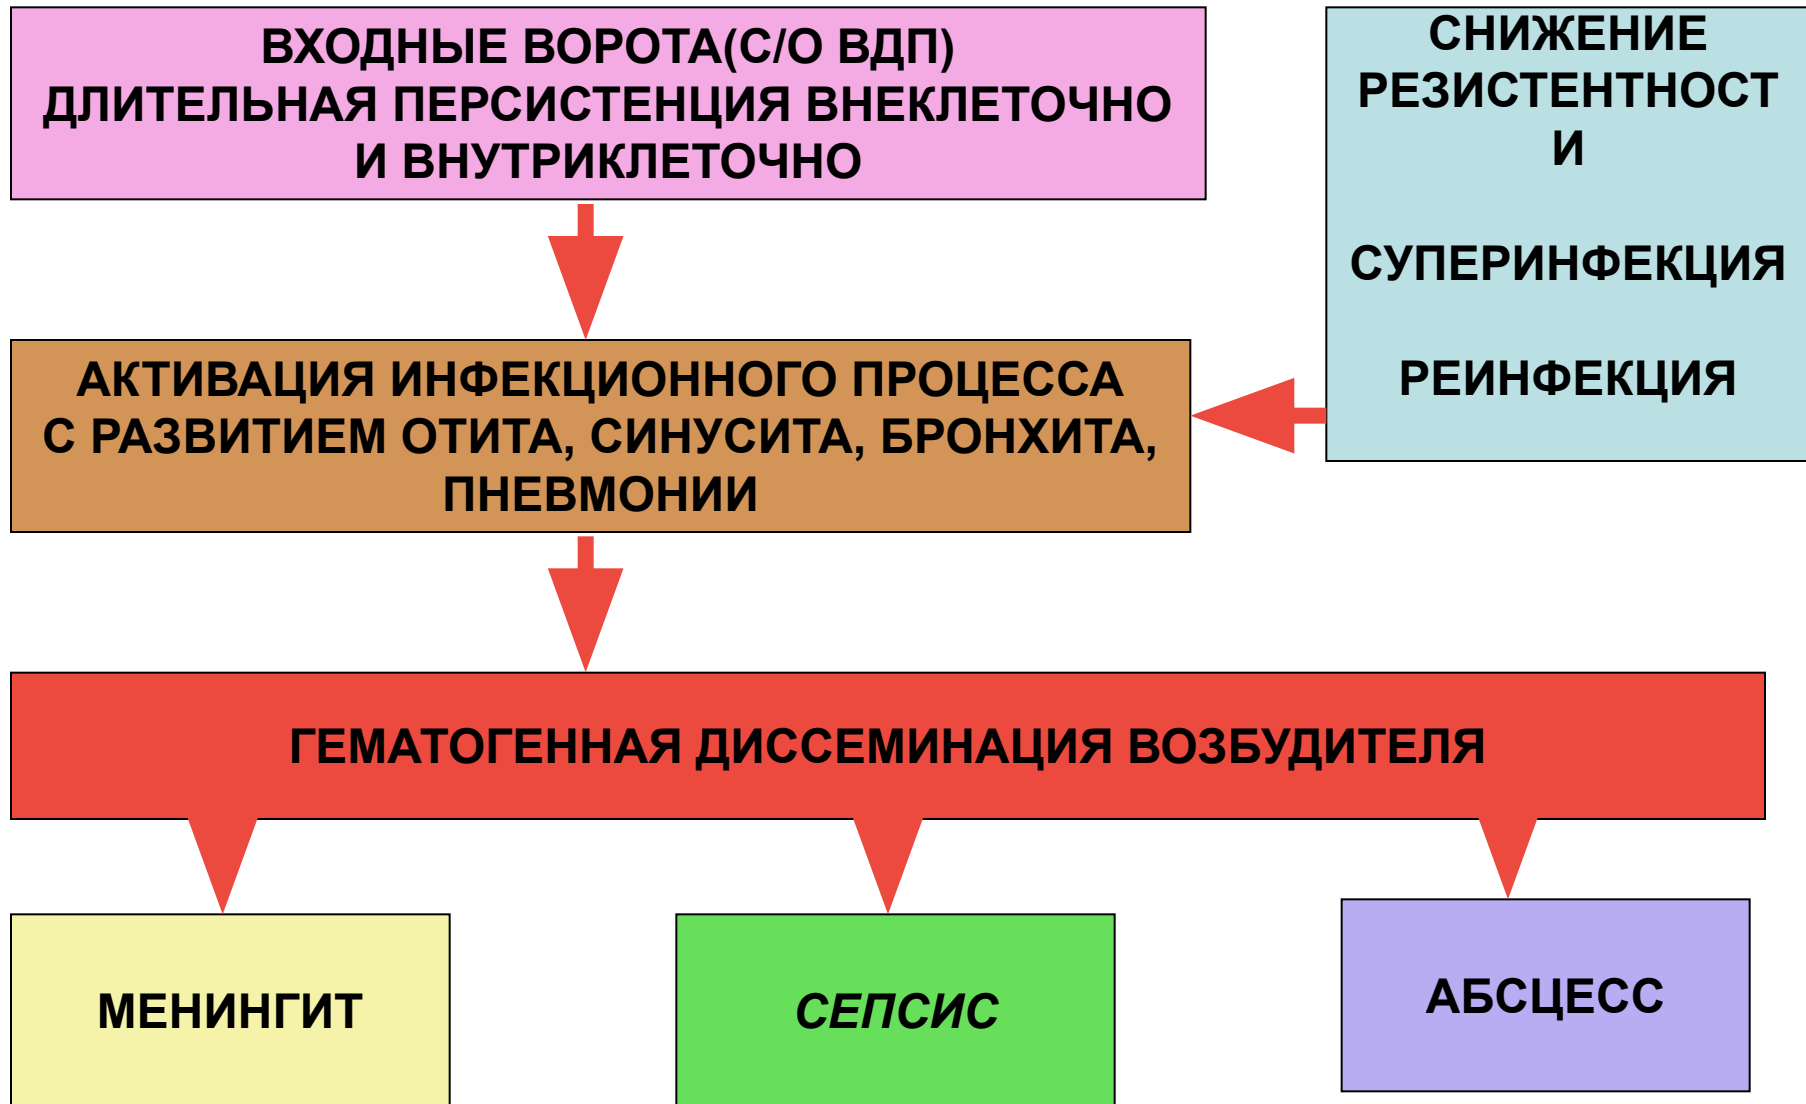 ВХОДНЫЕ ВОРОТА(С/О ВДП)
ДЛИТЕЛЬНАЯ ПЕРСИСТЕНЦИЯ ВНЕКЛЕТОЧНО
И ВНУТРИКЛЕТОЧНО
СНИЖЕНИЕ
РЕЗИСТЕНТНОСТ
И
СУПЕРИНФЕКЦИЯ
РЕИНФЕКЦИЯ
АКТИВАЦИЯ ИНФЕКЦИОННОГО ПРОЦЕССА
С РАЗВИТИЕМ ОТИТА, СИНУСИТА, БРОНХИТА,
ПНЕВМОНИИ
ГЕМАТОГЕННАЯ ДИССЕМИНАЦИЯ ВОЗБУДИТЕЛЯ
МЕНИНГИТ
СЕПСИС
АБСЦЕСС